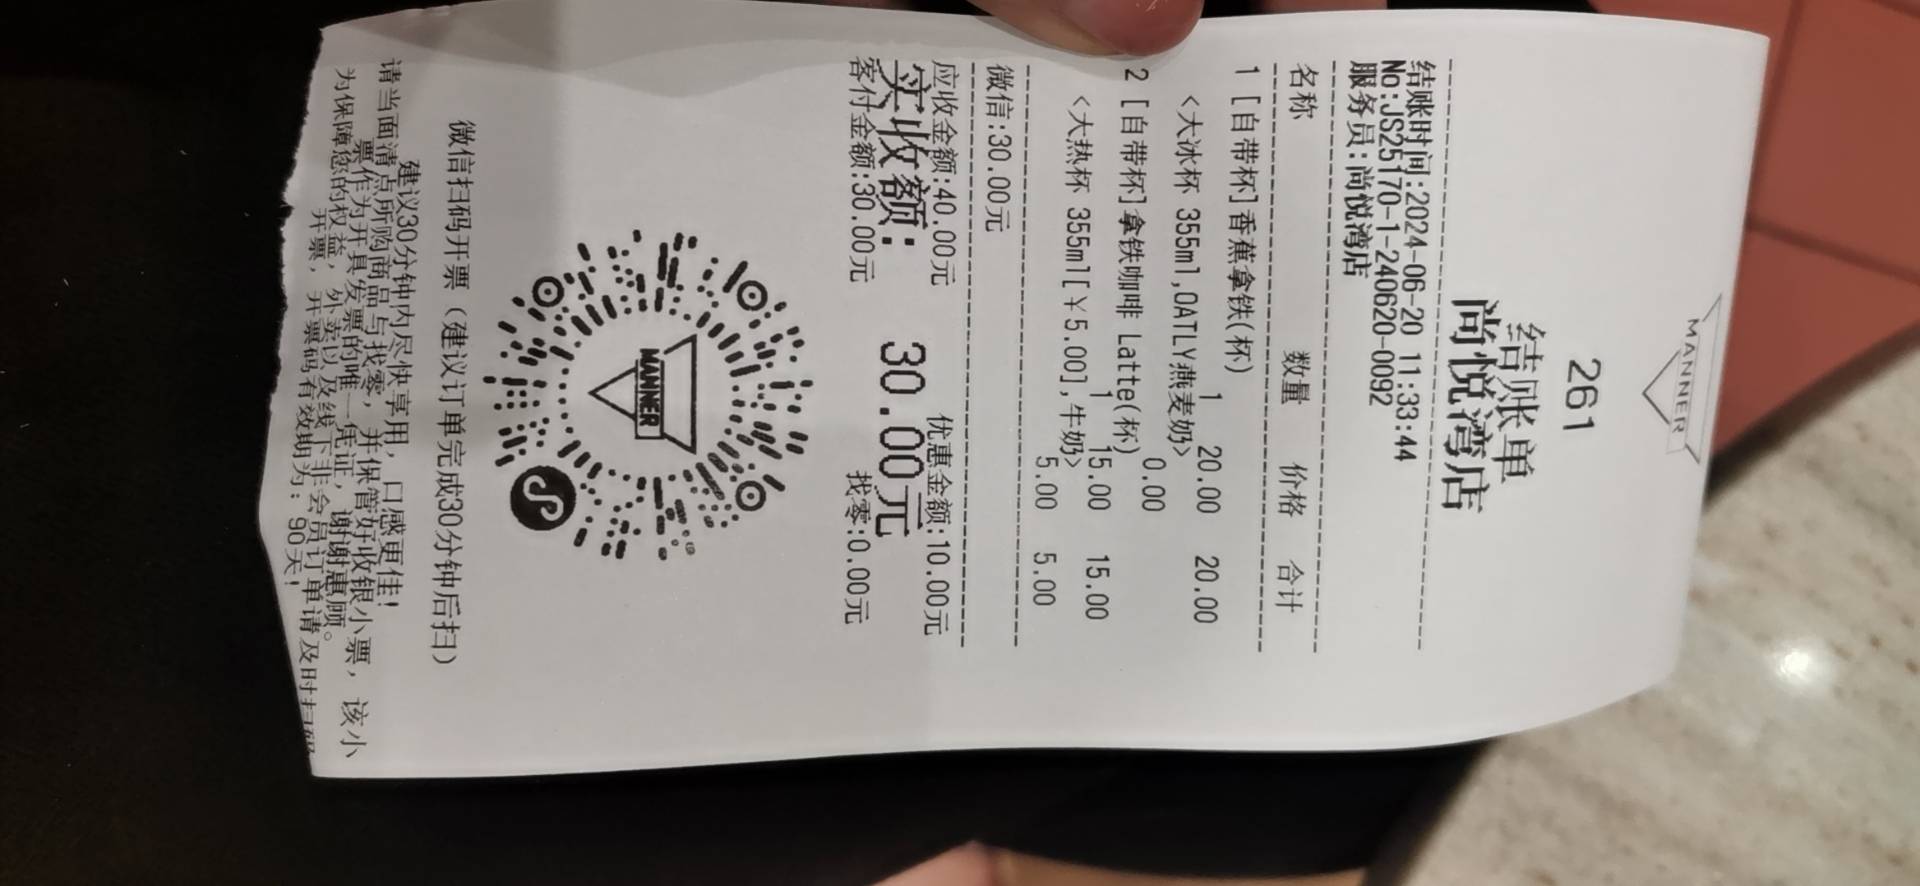 MANNER
261
结账单
尚悦湾店
结账时间:2024-06-20 11:33:44
No:JS25170-1-240620-0092
服务员:尚悦湾店
名称 数量 价格 合计
1 [自带杯]香蕉拿铁(杯)
1 20.00 20.00
<大冰杯 355ml,OATLY燕麦奶>
0.00
2 [自带杯]拿铁咖啡 Latte(杯)
1 15.00 15.00
<大热杯 355ml[￥5.00],牛奶>
5.00 5.00
微信:30.00元
应收金额:40.00元 优惠金额:10.00元
实收额: 30.00元
客付金额:30.00元 找零:0.00元
MANNER
微信扫码开票（建议订单完成30分钟后扫）
建议30分钟内尽快享用，口感更佳!
请当面清点所购商品与找零，并保管好收银小票，该小
票作为开具发票的唯一凭证，谢谢惠顾。
为保障您的权益，外卖以及线下非会员订单请及时扫码
开票，开票码有效期为：90天!